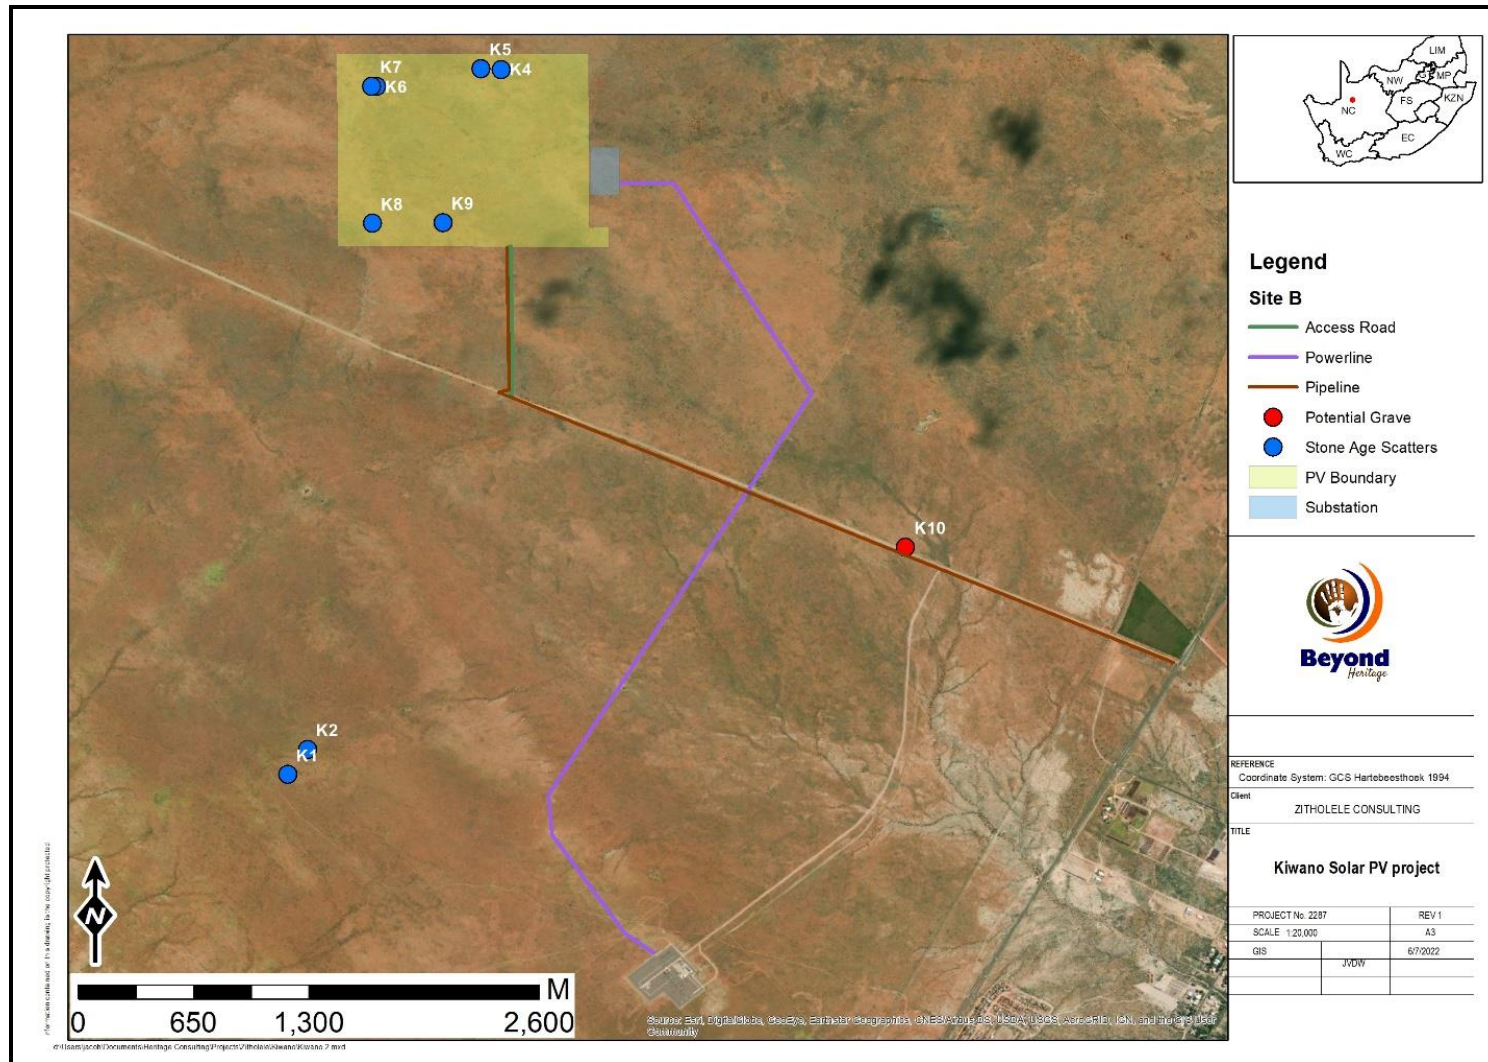 K5
K4
K7
K6
K8
K9
K10
K2
K1
N
M
0 650 1,300 2,600
Community
LIM
NW
MP
FS
KZN
NC
EC
WC
Legend
Site B
Access Road
Powerline
Pipeline
Potential Grave
Stone Age Scatters
PV Boundary
Substation
Beyond
Heritage
REFERENCE
Coordinate System: GCS Hartebeesthoek 1994
Client
ZITHOLELE CONSULTING
TITLE
Kiwano Solar PV project
PROJECT No. 2287 REV 1
SCALE 1:20,000 A3
GIS 6/7/2022
JVDW